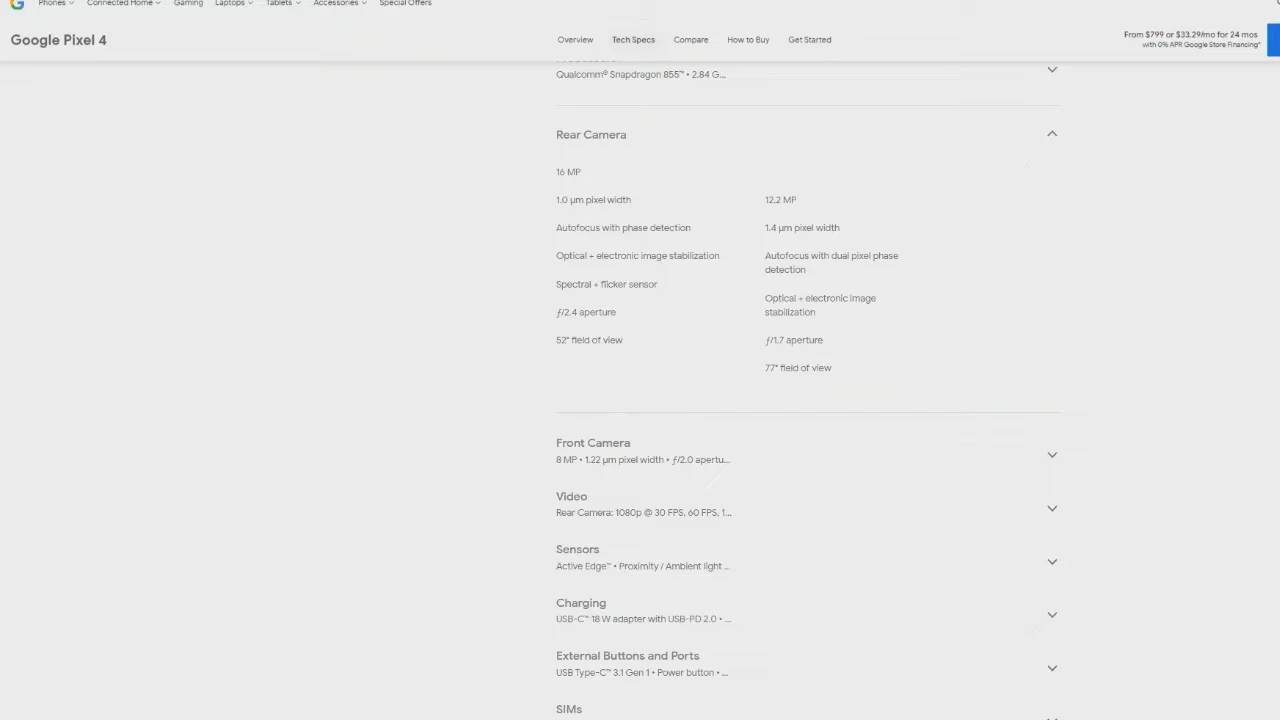 Phones
Connected Home
Gaming
Laptops
Tablets
Accessories
Special Offers
Google Pixel 4
Overview
Tech Specs
Compare
How to Buy
Get Started
From $799 or $33.29/mo for 24 mos
with 0% APR Google Store Financing*
Qualcomm® Snapdragon 855™ • 2.84 G...
Rear Camera
16 MP
1.0 μm pixel width
Autofocus with phase detection
Optical + electronic image stabilization
Spectral + flicker sensor
ƒ/2.4 aperture
52° field of view
12.2 MP
1.4 μm pixel width
Autofocus with dual pixel phase
detection
Optical + electronic image
stabilization
ƒ/1.7 aperture
77° field of view
Front Camera
8 MP • 1.22 μm pixel width • ƒ/2.0 apertu...
Video
Rear Camera: 1080p @ 30 FPS, 60 FPS, 1...
Sensors
Active Edge™ • Proximity / Ambient light ...
Charging
USB-C™ 18 W adapter with USB-PD 2.0 • ...
External Buttons and Ports
USB Type-C™ 3.1 Gen 1 • Power button • ...
SIMs